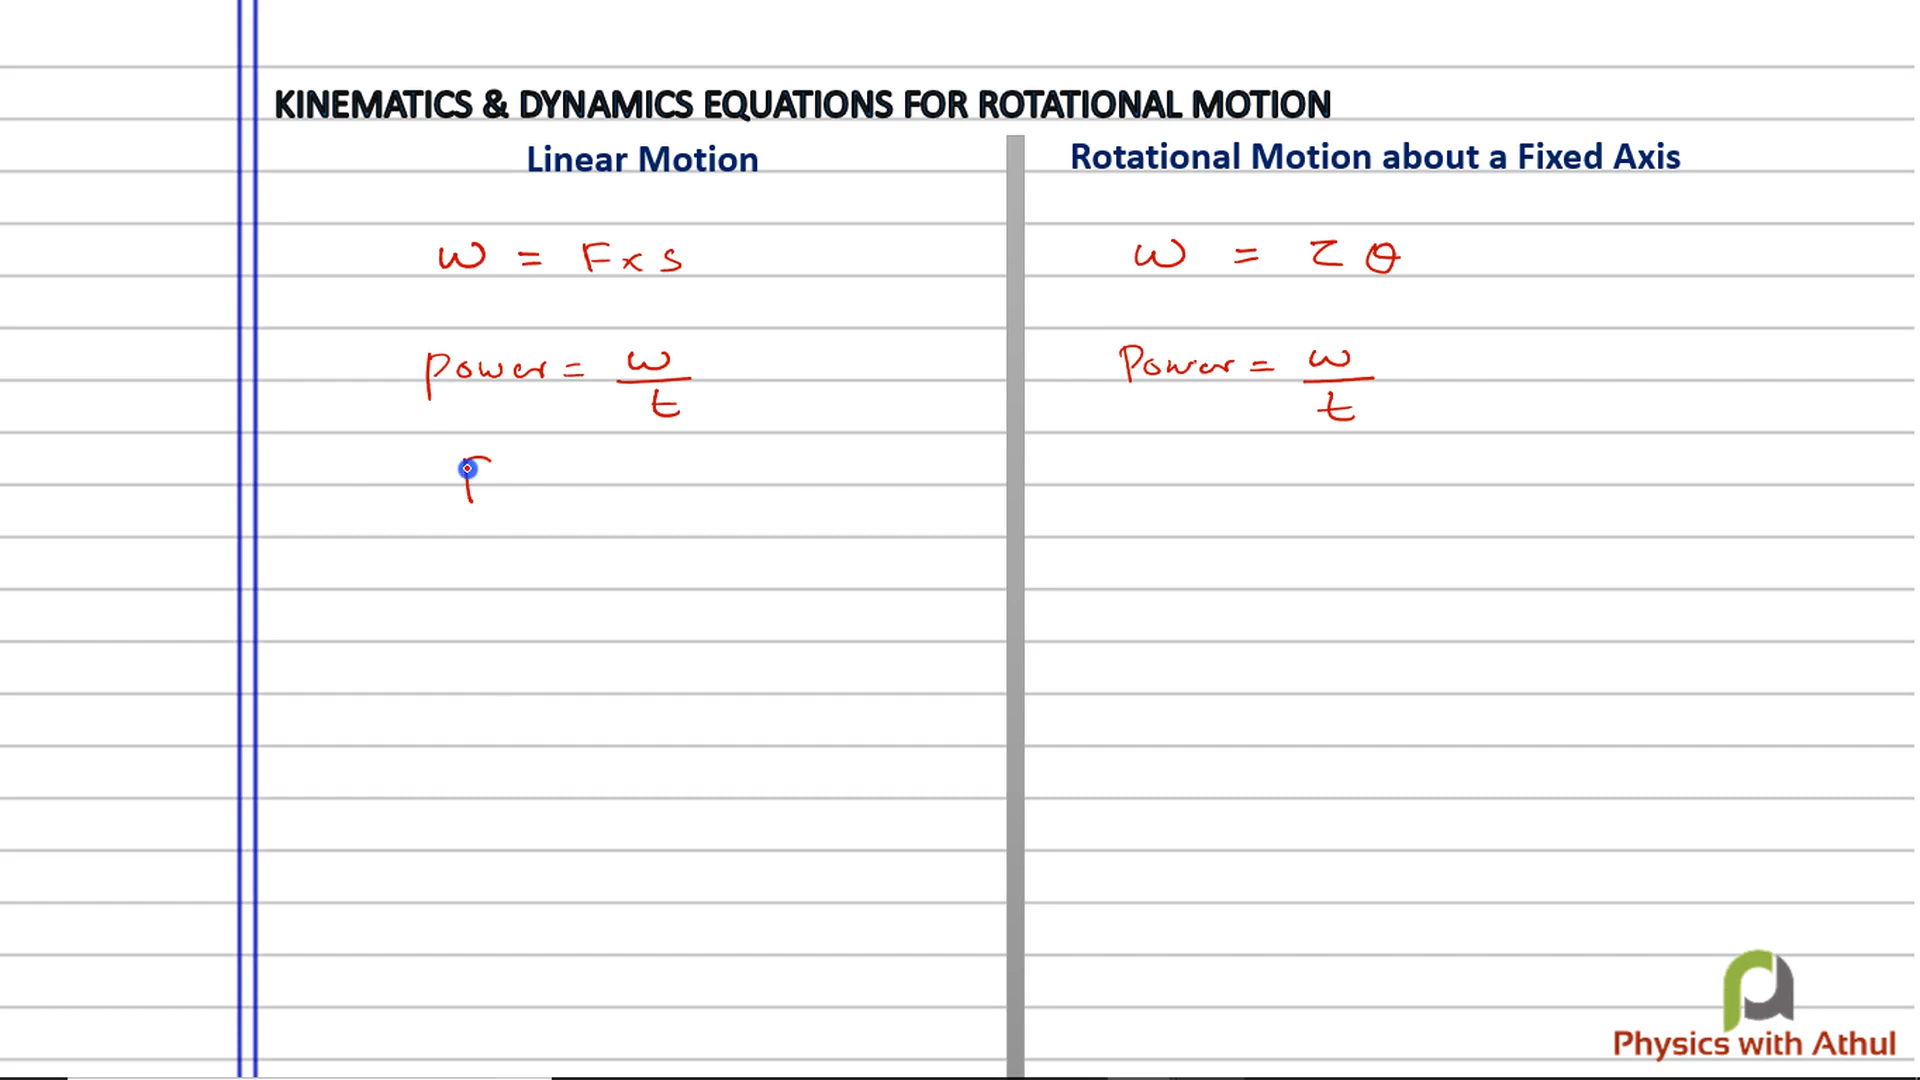 KINEMATICS & DYNAMICS EQUATIONS FOR ROTATIONAL MOTION
Linear Motion
W = F x s
Power = W / t
Rotational Motion about a Fixed Axis
W = τ θ
Power = W / t
Physics with Athul